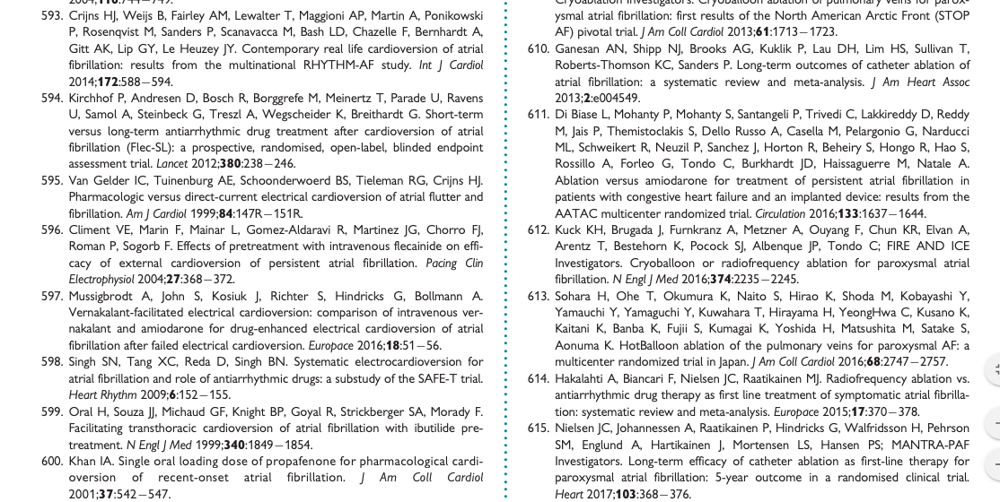 2004;116:744–749.
593. Crijns HJ, Weijs B, Fairley AM, Lewalter T, Maggioni AP, Martin A, Ponikowski
P, Rosenqvist M, Sanders P, Scanavacca M, Bash LD, Chazelle F, Bernhardt A,
Gitt AK, Lip GY, Le Heuzey JY. Contemporary real life cardioversion of atrial
fibrillation: results from the multinational RHYTHM-AF study. Int J Cardiol
2014;172:588–594.
594. Kirchhof P, Andresen D, Bosch R, Borggrefe M, Meinertz T, Parade U, Ravens
U, Samol A, Steinbeck G, Treszl A, Wegscheider K, Breithardt G. Short-term
versus long-term antiarrhythmic drug treatment after cardioversion of atrial
fibrillation (Flec-SL): a prospective, randomised, open-label, blinded endpoint
assessment trial. Lancet 2012;380:238–246.
595. Van Gelder IC, Tuinenburg AE, Schoonderwoerd BS, Tieleman RG, Crijns HJ.
Pharmacologic versus direct-current electrical cardioversion of atrial flutter and
fibrillation. Am J Cardiol 1999;84:147R–151R.
596. Climent VE, Marin F, Mainar L, Gomez-Aldaravi R, Martinez JG, Chorro FJ,
Roman P, Sogorb F. Effects of pretreatment with intravenous flecainide on effi-
cacy of external cardioversion of persistent atrial fibrillation. Pacing Clin
Electrophysiol 2004;27:368–372.
597. Mussigbrodt A, John S, Kosiuk J, Richter S, Hindricks G, Bollmann A.
Vernakalant-facilitated electrical cardioversion: comparison of intravenous ver-
nakalant and amiodarone for drug-enhanced electrical cardioversion of atrial
fibrillation after failed electrical cardioversion. Europace 2016;18:51–56.
598. Singh SN, Tang XC, Reda D, Singh BN. Systematic electrocardioversion for
atrial fibrillation and role of antiarrhythmic drugs: a substudy of the SAFE-T trial.
Heart Rhythm 2009;6:152–155.
599. Oral H, Souza JJ, Michaud GF, Knight BP, Goyal R, Strickberger SA, Morady F.
Facilitating transthoracic cardioversion of atrial fibrillation with ibutilide pre-
treatment. N Engl J Med 1999;340:1849–1854.
600. Khan IA. Single oral loading dose of propafenone for pharmacological cardi-
oversion of recent-onset atrial fibrillation. J Am Coll Cardiol
2001;37:542–547.
Cryoablation Investigators. Cryoballoon ablation of pulmonary veins for parox-
ysmal atrial fibrillation: first results of the North American Arctic Front (STOP
AF) pivotal trial. J Am Coll Cardiol 2013;61:1713–1723.
610. Ganesan AN, Shipp NJ, Brooks AG, Kuklik P, Lau DH, Lim HS, Sullivan T,
Roberts-Thomson KC, Sanders P. Long-term outcomes of catheter ablation of
atrial fibrillation: a systematic review and meta-analysis. J Am Heart Assoc
2013;2:e004549.
611. Di Biase L, Mohanty P, Mohanty S, Santangeli P, Trivedi C, Lakkireddy D, Reddy
M, Jais P, Themistoclakis S, Dello Russo A, Casella M, Pelargonio G, Narducci
ML, Schweikert R, Neuzil P, Sanchez J, Horton R, Beheiry S, Hongo R, Hao S,
Rossillo A, Forleo G, Tondo C, Burkhardt JD, Haissaguerre M, Natale A.
Ablation versus amiodarone for treatment of persistent atrial fibrillation in
patients with congestive heart failure and an implanted device: results from the
AATAC multicenter randomized trial. Circulation 2016;133:1637–1644.
612. Kuck KH, Brugada J, Furnkranz A, Metzner A, Ouyang F, Chun KR, Elvan A,
Arentz T, Bestehorn K, Pocock SJ, Albenque JP, Tondo C; FIRE AND ICE
Investigators. Cryoballoon or radiofrequency ablation for paroxysmal atrial
fibrillation. N Engl J Med 2016;374:2235–2245.
613. Sohara H, Ohe T, Okumura K, Naito S, Hirao K, Shoda M, Kobayashi Y,
Yamauchi Y, Yamaguchi Y, Kuwahara T, Hirayama H, YeongHwa C, Kusano K,
Kaitani K, Banba K, Fujii S, Kumagai K, Yoshida H, Matsushita M, Satake S,
Aonuma K. HotBalloon ablation of the pulmonary veins for paroxysmal AF: a
multicenter randomized trial in Japan. J Am Coll Cardiol 2016;68:2747–2757.
614. Hakalahti A, Biancari F, Nielsen JC, Raatikainen MJ. Radiofrequency ablation vs.
antiarrhythmic drug therapy as first line treatment of symptomatic atrial fibrilla-
tion: systematic review and meta-analysis. Europace 2015;17:370–378.
615. Nielsen JC, Johannessen A, Raatikainen P, Hindricks G, Walfridsson H, Pehrson
SM, Englund A, Hartikainen J, Mortensen LS, Hansen PS; MANTRA-PAF
Investigators. Long-term efficacy of catheter ablation as first-line therapy for
paroxysmal atrial fibrillation: 5-year outcome in a randomised clinical trial.
Heart 2017;103:368–376.